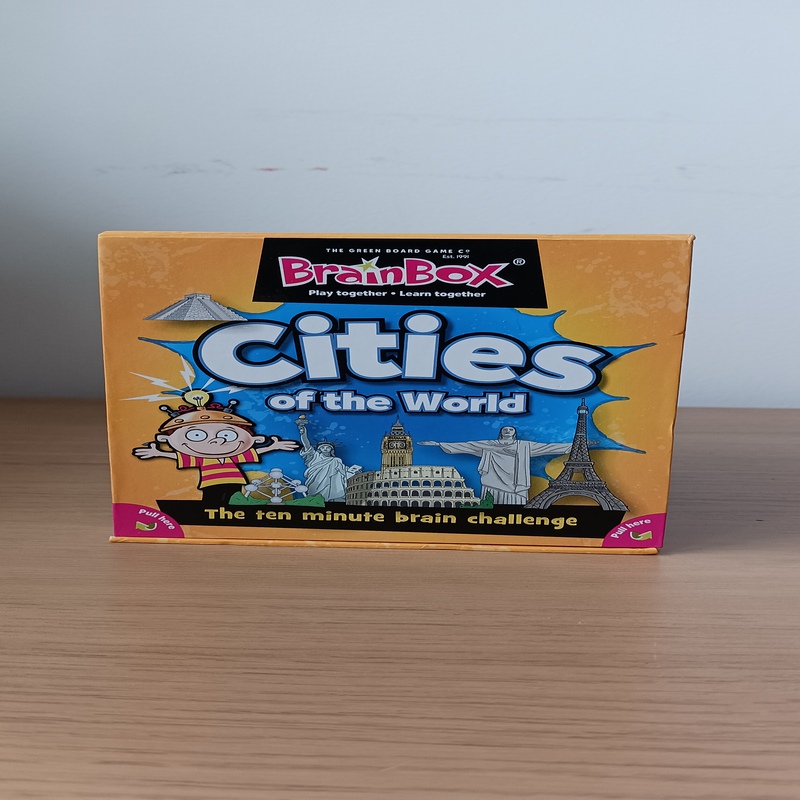 THE GREEN BOARD GAME Cº
Est. 1991
BrainBox®
Play together • Learn together
Cities
of the World
The ten minute brain challenge
Pull here
Pull here